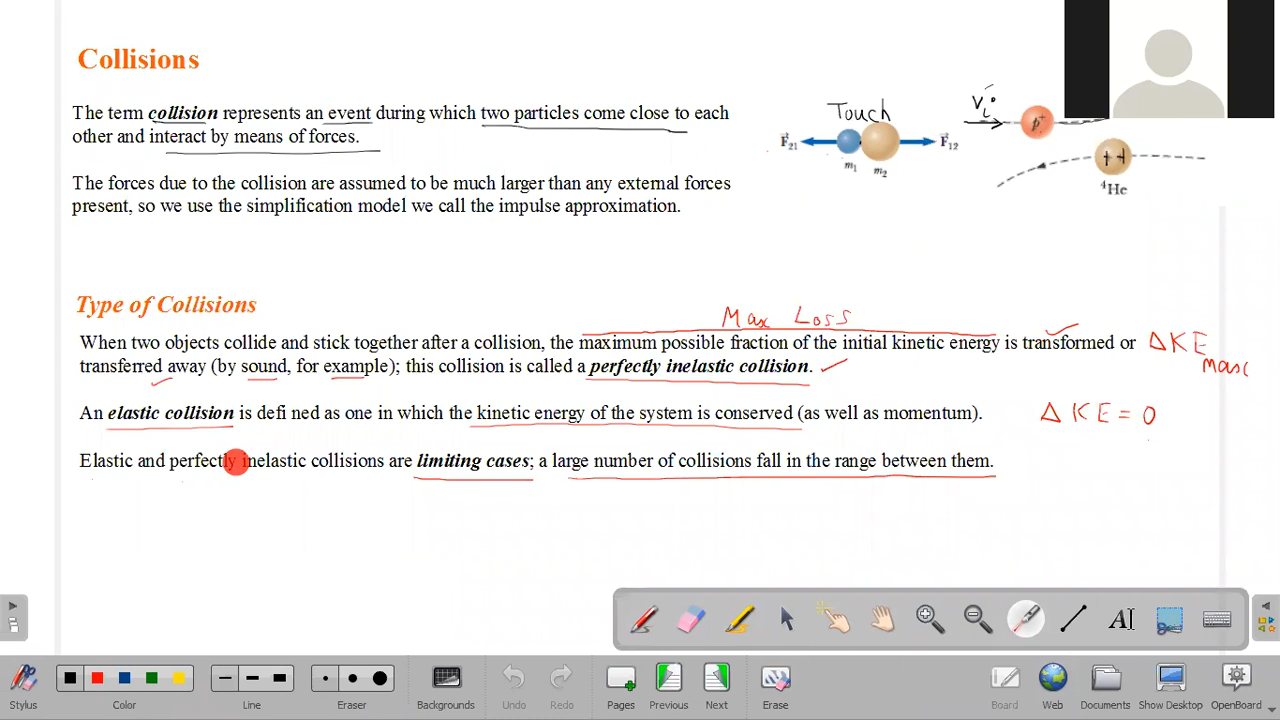 Collisions
The term collision represents an event during which two particles come close to each
other and interact by means of forces.
The forces due to the collision are assumed to be much larger than any external forces
present, so we use the simplification model we call the impulse approximation.
Touch
F21
F12
m1
m2
Vi
p+
++
4He
Type of Collisions
Max Loss
When two objects collide and stick together after a collision, the maximum possible fraction of the initial kinetic energy is transformed or
transferred away (by sound, for example); this collision is called a perfectly inelastic collision.
ΔKE
max
An elastic collision is defi ned as one in which the kinetic energy of the system is conserved (as well as momentum).
ΔKE = 0
Elastic and perfectly inelastic collisions are limiting cases; a large number of collisions fall in the range between them.
Stylus
Color
Line
Eraser
Backgrounds
Undo
Redo
Pages
Previous
Next
Erase
Board
Web
Documents
Show Desktop
OpenBoard